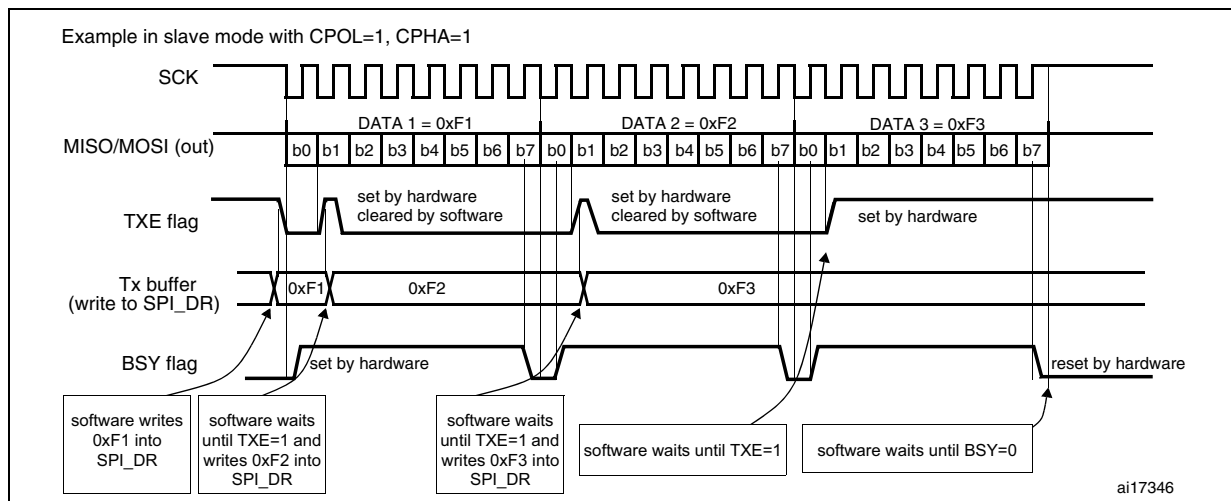 Example in slave mode with CPOL=1, CPHA=1
SCK
DATA 1 = 0xF1
DATA 2 = 0xF2
DATA 3 = 0xF3
MISO/MOSI (out)
b0 b1 b2 b3 b4 b5 b6 b7 b0 b1 b2 b3 b4 b5 b6 b7 b0 b1 b2 b3 b4 b5 b6 b7
TXE flag
set by hardware
cleared by software
set by hardware
cleared by software
set by hardware
Tx buffer
(write to SPI_DR)
0xF1
0xF2
0xF3
BSY flag
set by hardware
reset by hardware
software writes
0xF1 into
SPI_DR
software waits
until TXE=1 and
writes 0xF2 into
SPI_DR
software waits
until TXE=1 and
writes 0xF3 into
SPI_DR
software waits until TXE=1
software waits until BSY=0
ai17346